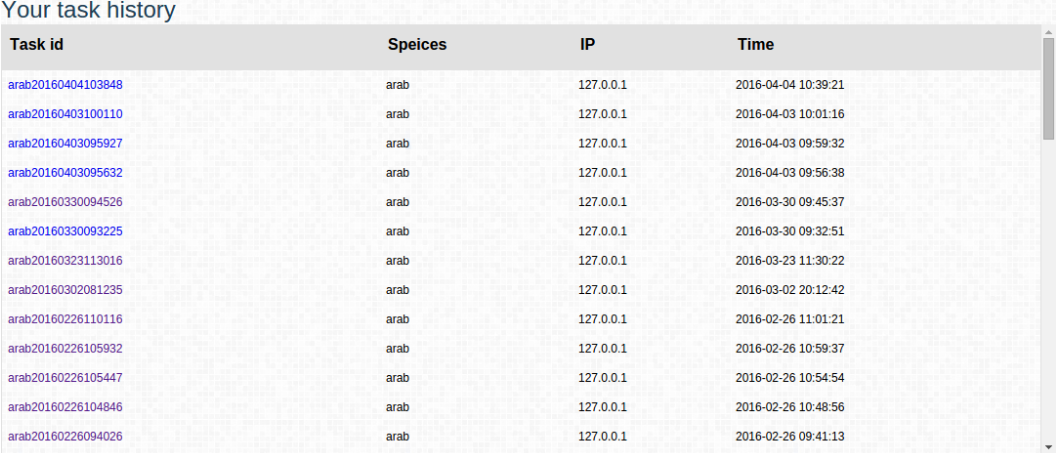 Your task history
Task id Speices IP Time
arab20160404103848 arab 127.0.0.1 2016-04-04 10:39:21
arab20160403100110 arab 127.0.0.1 2016-04-03 10:01:16
arab20160403095927 arab 127.0.0.1 2016-04-03 09:59:32
arab20160403095632 arab 127.0.0.1 2016-04-03 09:56:38
arab20160330094526 arab 127.0.0.1 2016-03-30 09:45:37
arab20160330093225 arab 127.0.0.1 2016-03-30 09:32:51
arab20160323113016 arab 127.0.0.1 2016-03-23 11:30:22
arab20160302081235 arab 127.0.0.1 2016-03-02 20:12:42
arab20160226110116 arab 127.0.0.1 2016-02-26 11:01:21
arab20160226105932 arab 127.0.0.1 2016-02-26 10:59:37
arab20160226105447 arab 127.0.0.1 2016-02-26 10:54:54
arab20160226104846 arab 127.0.0.1 2016-02-26 10:48:56
arab20160226094026 arab 127.0.0.1 2016-02-26 09:41:13